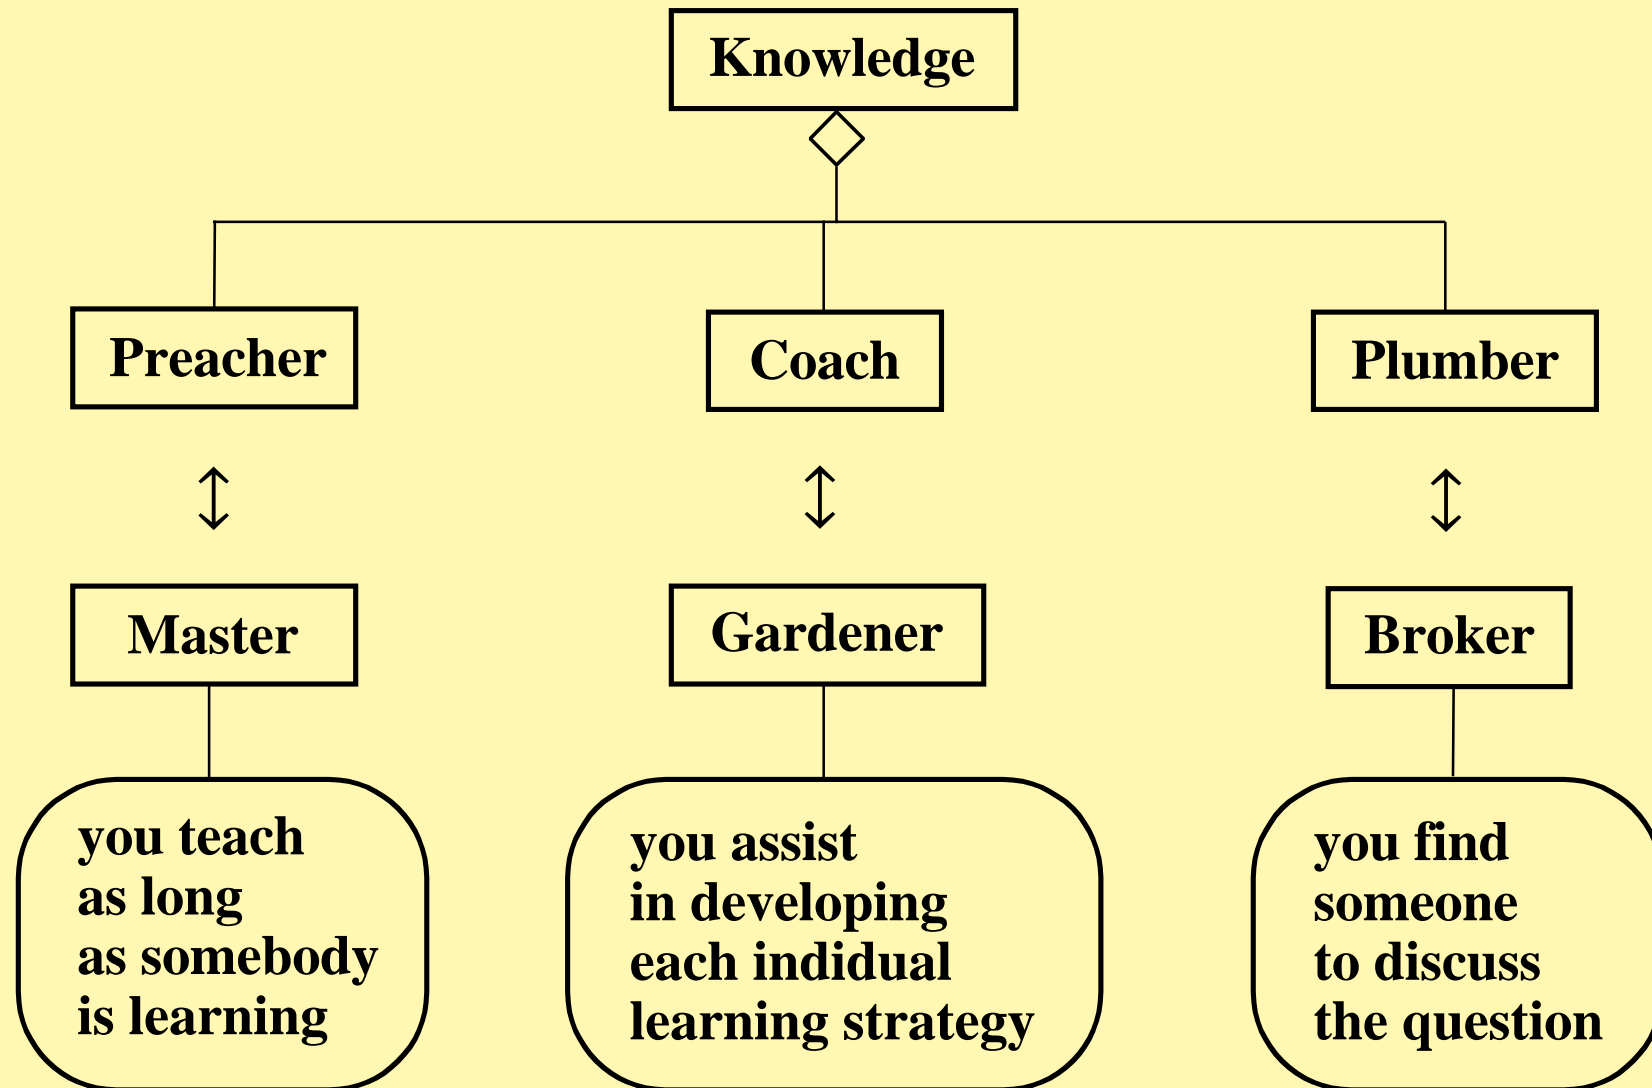 Knowledge
Preacher
Coach
Plumber
Master
Gardener
Broker
you teach
as long
as somebody
is learning
you assist
in developing
each indidual
learning strategy
you find
someone
to discuss
the question